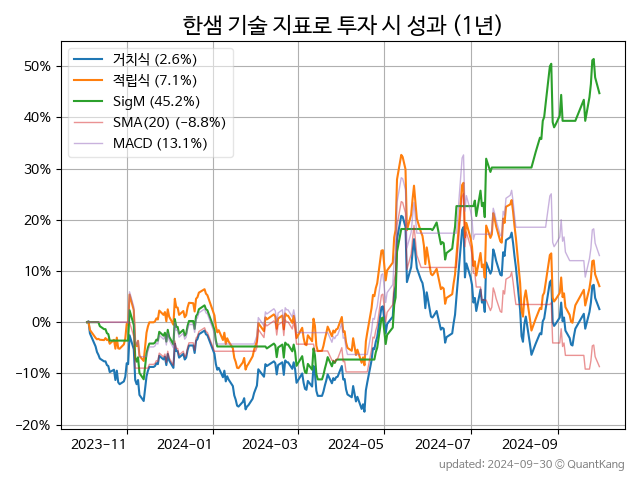 한샘 기술 지표로 투자 시 성과 (1년)
거치식 (2.6%)
적립식 (7.1%)
SigM (45.2%)
SMA(20) (−8.8%)
MACD (13.1%)
50%
40%
30%
20%
10%
0%
−10%
−20%
2023-11 2024-01 2024-03 2024-05 2024-07 2024-09
updated: 2024-09-30 © QuantKang